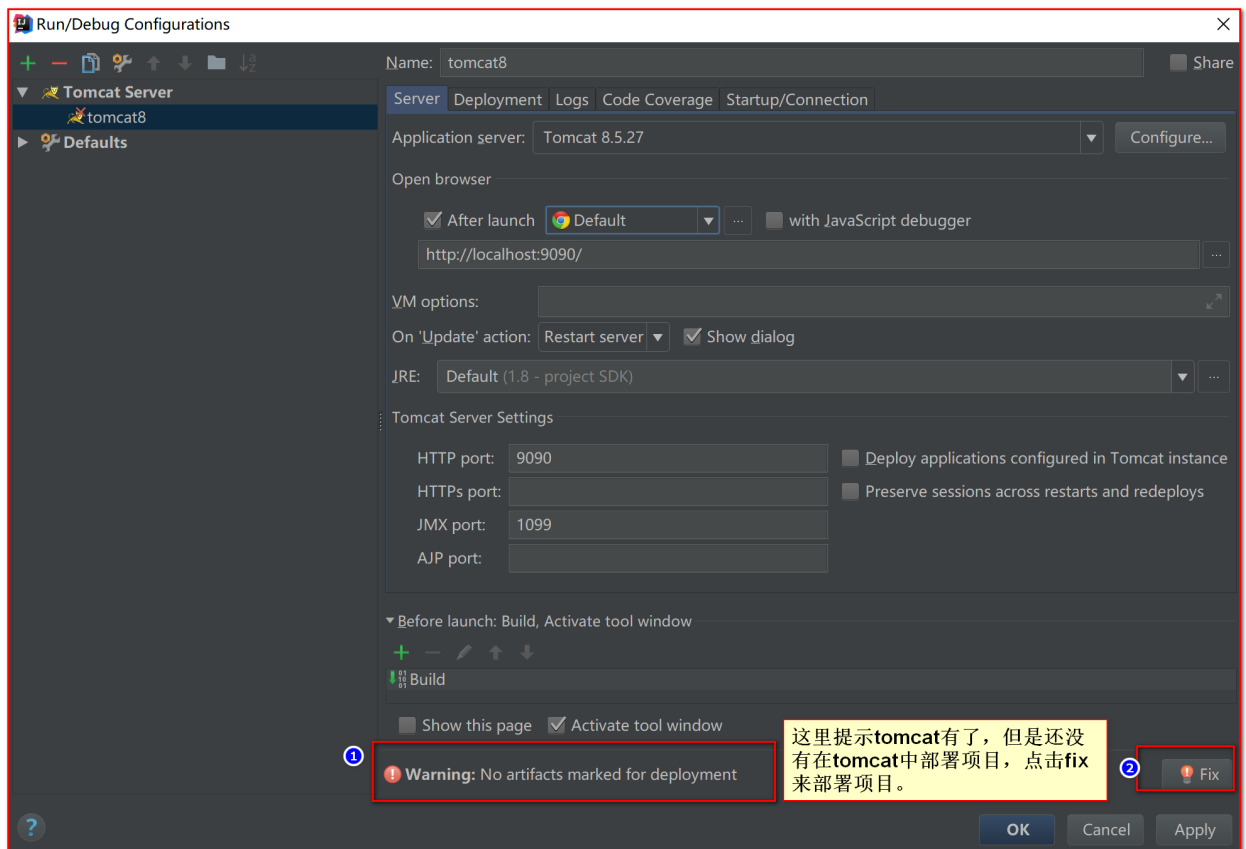 Run/Debug Configurations
Name: tomcat8
Share
Tomcat Server
tomcat8
Defaults
Server Deployment Logs Code Coverage Startup/Connection
Application server: Tomcat 8.5.27 Configure...
Open browser
After launch Default ... with JavaScript debugger
http://localhost:9090/ ...
VM options:
On 'Update' action: Restart server Show dialog
JRE: Default (1.8 - project SDK) ...
Tomcat Server Settings
HTTP port: 9090 Deploy applications configured in Tomcat instance
HTTPs port: Preserve sessions across restarts and redeploys
JMX port: 1099
AJP port:
Before launch: Build, Activate tool window
Build
Show this page Activate tool window
1
Warning: No artifacts marked for deployment
这里提示tomcat有了，但是还没
有在tomcat中部署项目，点击fix
来部署项目。
2
Fix
?
OK Cancel Apply